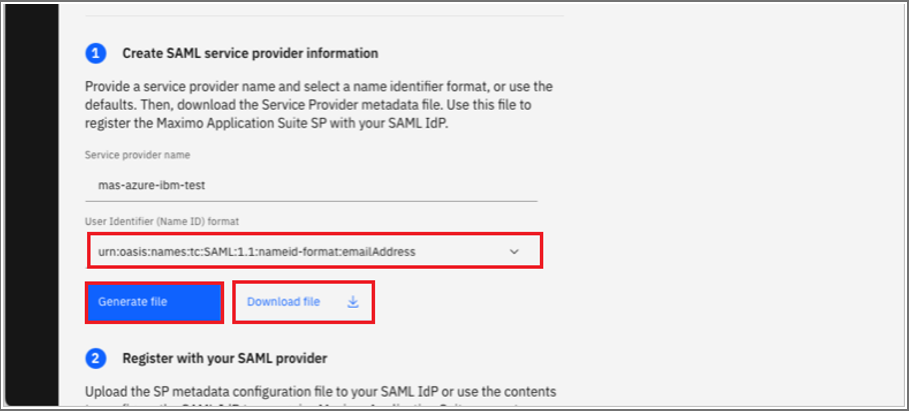 1 Create SAML service provider information
Provide a service provider name and select a name identifier format, or use the
defaults. Then, download the Service Provider metadata file. Use this file to
register the Maximo Application Suite SP with your SAML IdP.
Service provider name
mas-azure-ibm-test
User Identifier (Name ID) format
urn:oasis:names:tc:SAML:1.1:nameid-format:emailAddress
Generate file Download file
2 Register with your SAML provider
Upload the SP metadata configuration file to your SAML IdP or use the contents